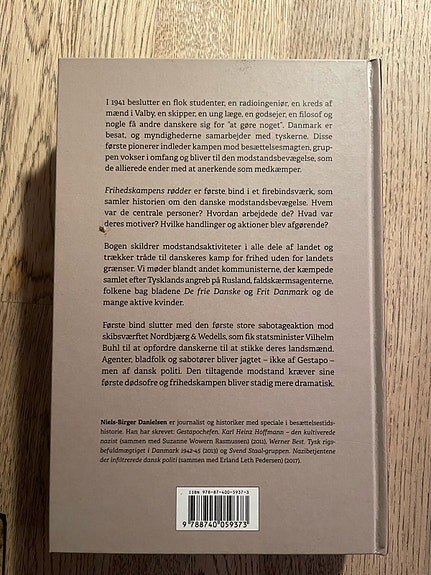 I 1941 beslutter en flok studenter, en radioingeniør, en kreds af
mænd i Valby, en skipper, en ung læge, en godsejer, en filosof og
nogle få andre danskere sig for "at gøre noget". Danmark er
besat, og myndighederne samarbejder med tyskerne. Disse
første pionerer indleder kampen mod besættelsesmagten, grup-
pen vokser i omfang og bliver til den modstandsbevægelse, som
de allierede ender med at anerkende som medkæmper.
Frihedskampens rødder er første bind i et firebindsværk, som
samler historien om den danske modstandsbevægelse. Hvem
var de centrale personer? Hvordan arbejdede de? Hvad var
deres motiver? Hvilke handlinger og aktioner blev afgørende?
Bogen skildrer modstandsaktiviteter i alle dele af landet og
trækker tråde til danskeres kamp for frihed uden for landets
grænser. Vi møder blandt andet kommunisterne, der kæmpede
samlet efter Tysklands angreb på Rusland, faldskærmsagenterne,
folkene bag bladene De frie Danske og Frit Danmark og de
mange aktive kvinder.
Første bind slutter med den første store sabotageaktion mod
skibsværftet Nordbjærg & Wedells, som fik statsminister Vilhelm
Buhl til at opfordre danskerne til at stikke deres landsmænd.
Agenter, bladfolk og sabotører bliver jagtet – ikke af Gestapo –
men af dansk politi. Den tiltagende modstand kræver sine
første dødsofre og frihedskampen bliver stadig mere dramatisk.
Niels-Birger Danielsen er journalist og historiker med speciale i besættelsestids-
historie. Han har skrevet: Gestapochefen. Karl Heinz Hoffmann – den kultiverede
nazist (sammen med Suzanne Wowern Rasmussen) (2011), Werner Best. Tysk rigs-
befuldmægtiget i Danmark 1942-45 (2013) og Svend Staal-gruppen. Nazibetjentene
der infiltrerede dansk politi (sammen med Erland Leth Pedersen) (2017).
ISBN 978-87-400-5937-3
9 788740 059373